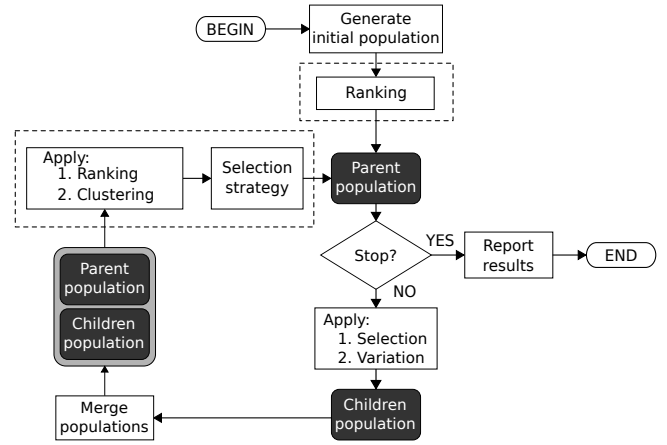 BEGIN
Generate
initial population
Ranking
Apply:
1. Ranking
2. Clustering
Selection
strategy
Parent
population
Stop?
YES
Report
results
END
NO
Parent
population
Children
population
Apply:
1. Selection
2. Variation
Merge
populations
Children
population